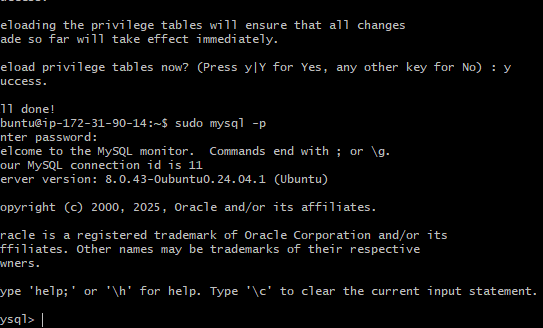 eloading the privilege tables will ensure that all changes
ade so far will take effect immediately.
eload privilege tables now? (Press y|Y for Yes, any other key for No) : y
uccess.
ll done!
buntu@ip-172-31-90-14:~$ sudo mysql -p
nter password:
elcome to the MySQL monitor.  Commands end with ; or \g.
our MySQL connection id is 11
erver version: 8.0.43-0ubuntu0.24.04.1 (Ubuntu)
opyright (c) 2000, 2025, Oracle and/or its affiliates.
racle is a registered trademark of Oracle Corporation and/or its
ffiliates. Other names may be trademarks of their respective
wners.
ype 'help;' or '\h' for help. Type '\c' to clear the current input statement.
ysql>